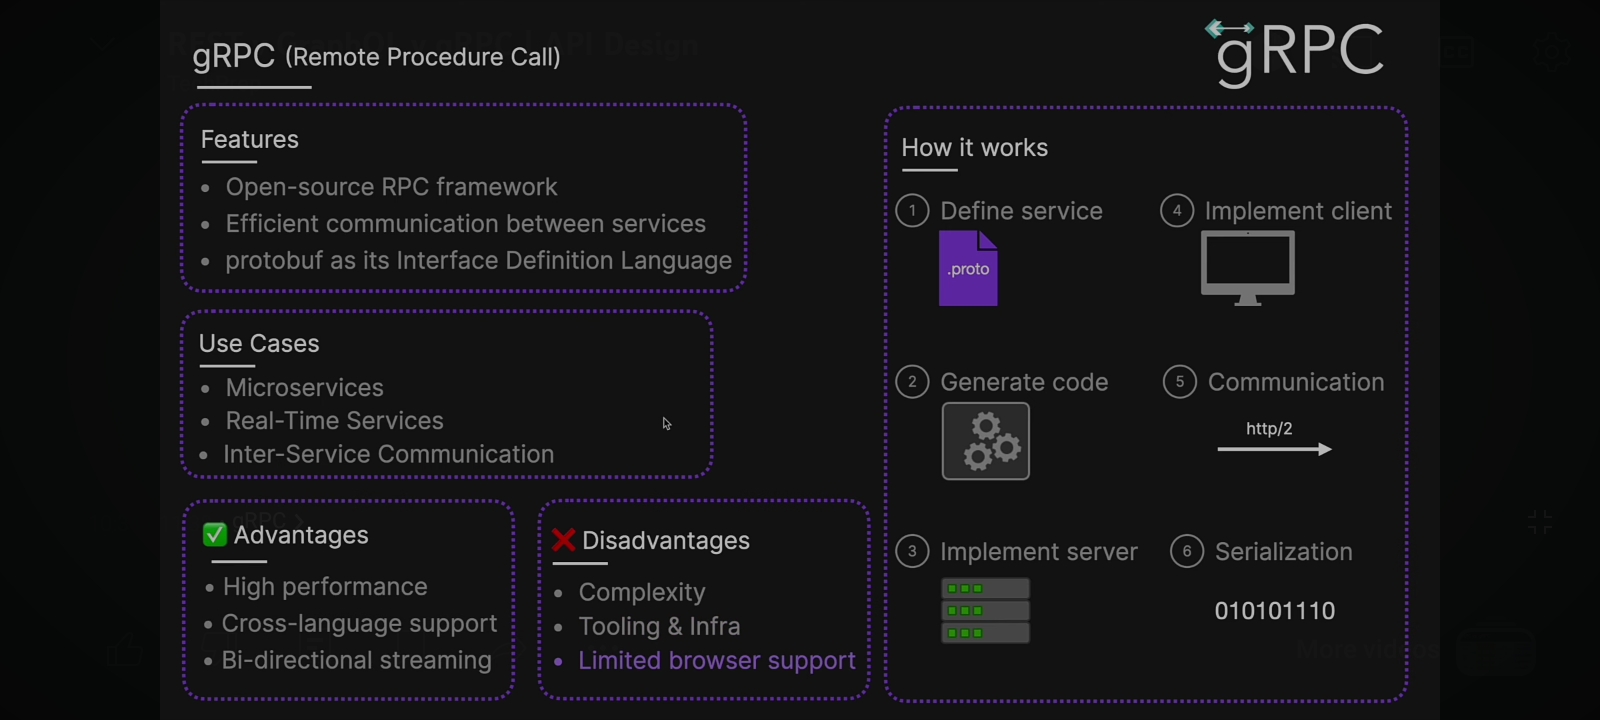 gRPC (Remote Procedure Call)
gRPC
Features
Open-source RPC framework
Efficient communication between services
protobuf as its Interface Definition Language
Use Cases
Microservices
Real-Time Services
Inter-Service Communication
✅ Advantages
High performance
Cross-language support
Bi-directional streaming
❌ Disadvantages
Complexity
Tooling & Infra
Limited browser support
How it works
1 Define service
.proto
2 Generate code
3 Implement server
4 Implement client
5 Communication
http/2
6 Serialization
010101110
More videos